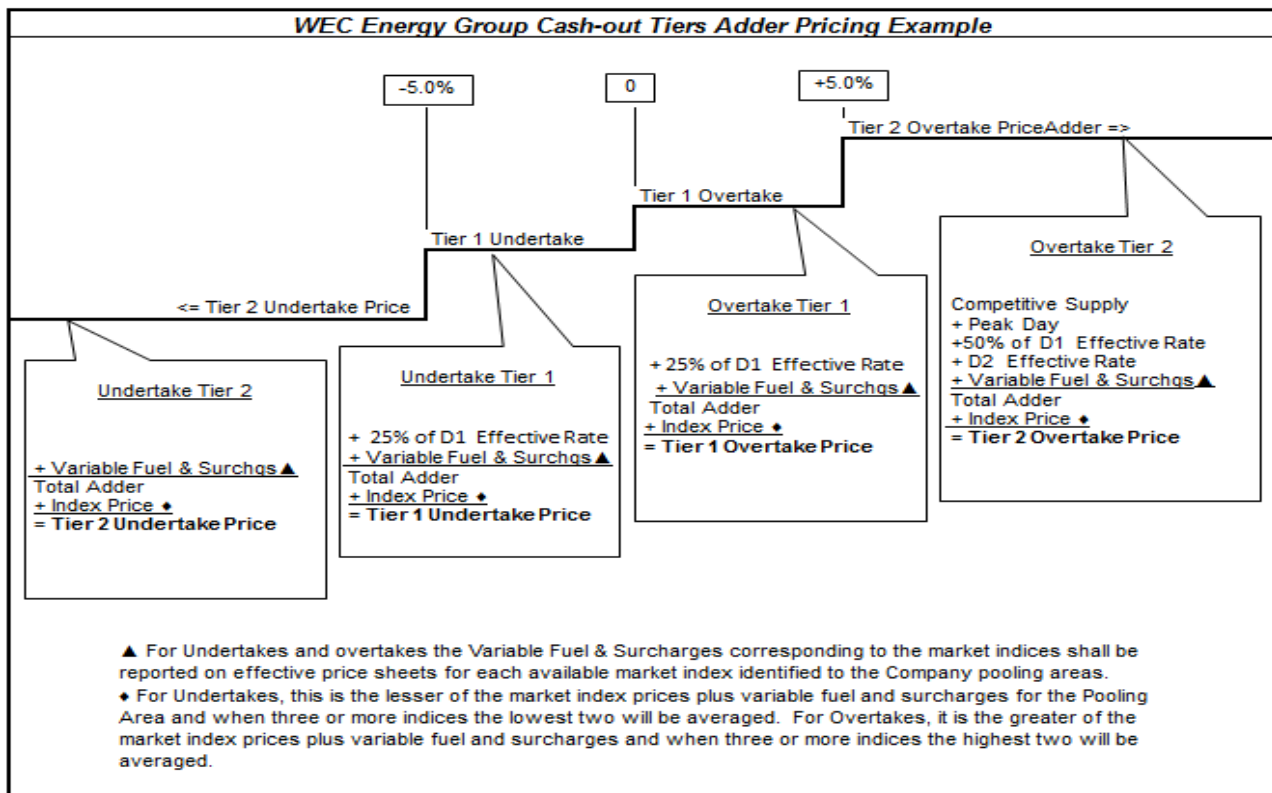 WEC Energy Group Cash-out Tiers Adder Pricing Example
-5.0%
0
+5.0%
Tier 2 Overtake PriceAdder =>
Tier 1 Overtake
Tier 1 Undertake
<= Tier 2 Undertake Price
Undertake Tier 2
+ Variable Fuel & Surchgs▲
Total Adder
+ Index Price ♦
= Tier 2 Undertake Price
Undertake Tier 1
+ 25% of D1 Effective Rate
+ Variable Fuel & Surchgs▲
Total Adder
+ Index Price ♦
= Tier 1 Undertake Price
Overtake Tier 1
+ 25% of D1 Effective Rate
+ Variable Fuel & Surchgs▲
Total Adder
+ Index Price ♦
= Tier 1 Overtake Price
Overtake Tier 2
Competitive Supply
+ Peak Day
+50% of D1 Effective Rate
+ D2 Effective Rate
+ Variable Fuel & Surchgs▲
Total Adder
+ Index Price ♦
= Tier 2 Overtake Price
▲ For Undertakes and overtakes the Variable Fuel & Surcharges corresponding to the market indices shall be
reported on effective price sheets for each available market index identified to the Company pooling areas.
♦ For Undertakes, this is the lesser of the market index prices plus variable fuel and surcharges for the Pooling
Area and when three or more indices the lowest two will be averaged. For Overtakes, it is the greater of the
market index prices plus variable fuel and surcharges and when three or more indices the highest two will be
averaged.